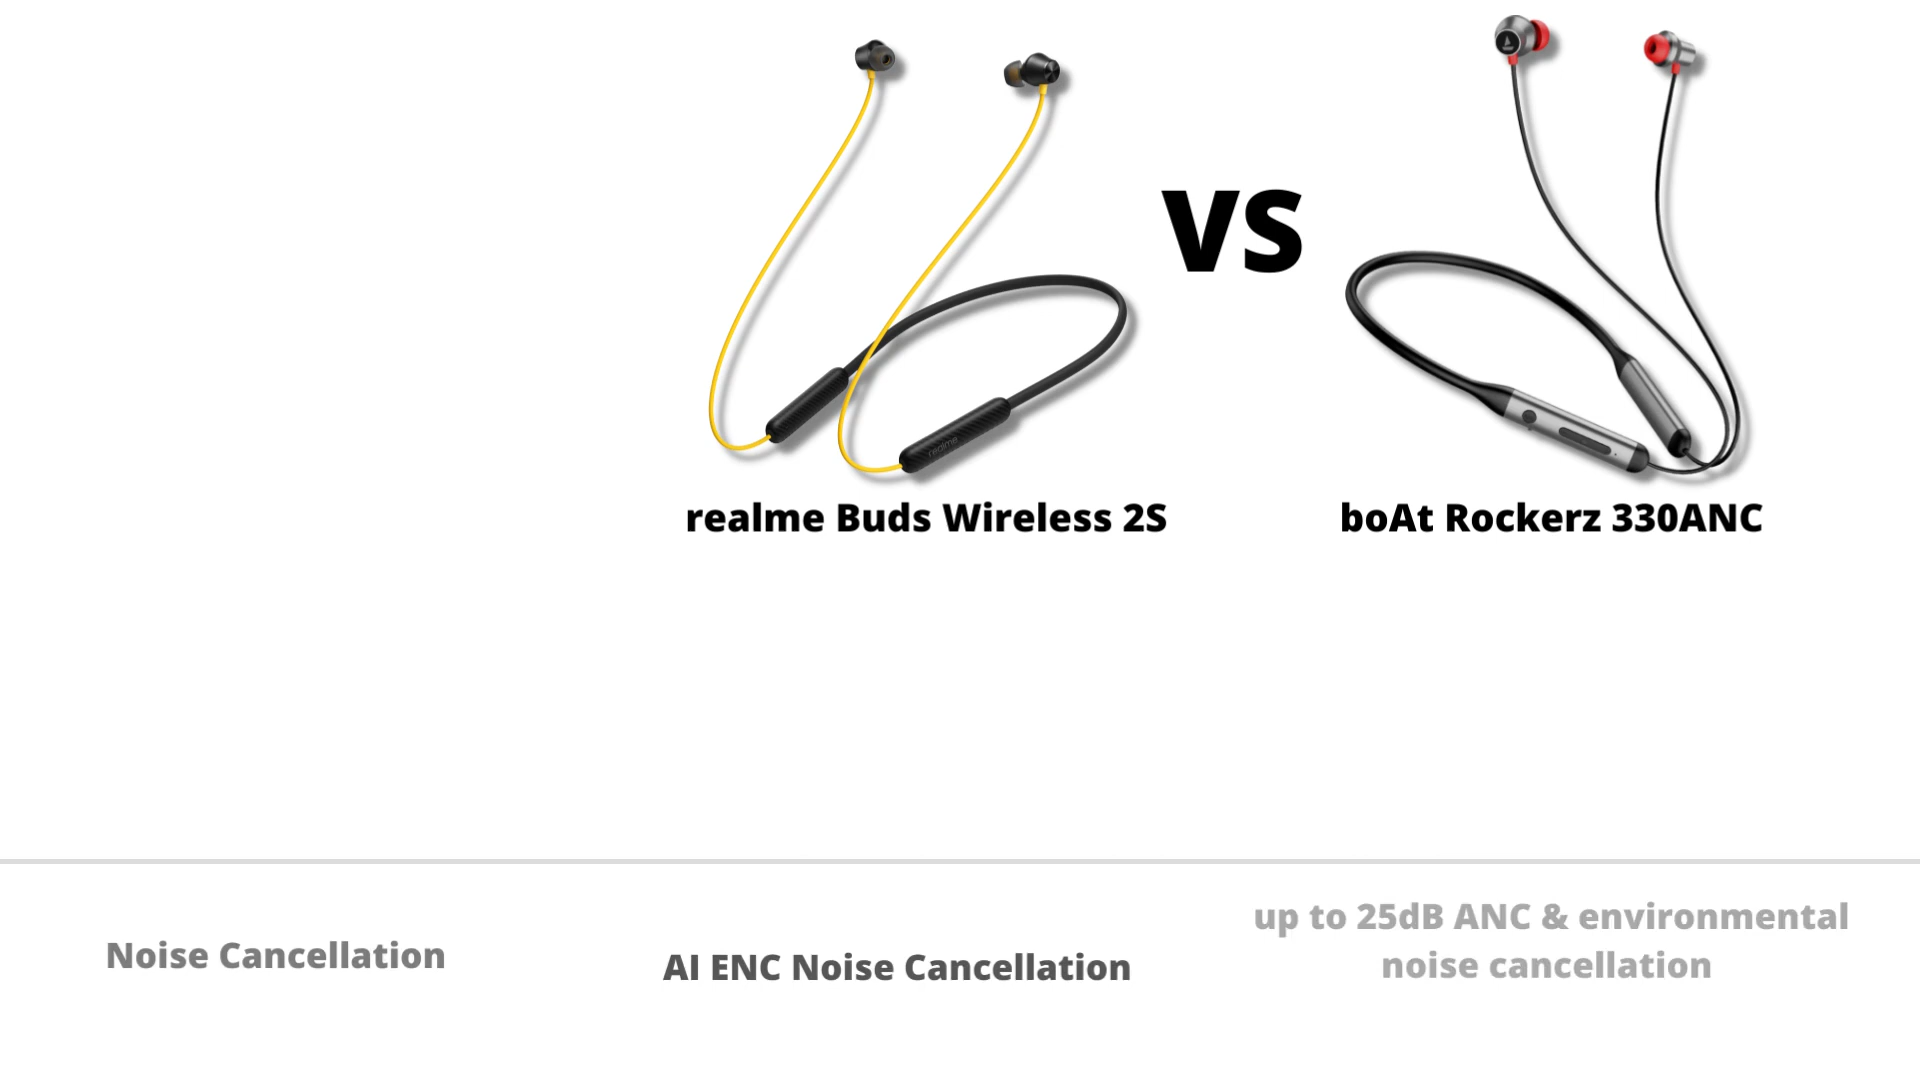 VS
realme Buds Wireless 2S
boAt Rockerz 330ANC
Noise Cancellation
AI ENC Noise Cancellation
up to 25dB ANC & environmental
noise cancellation
realme